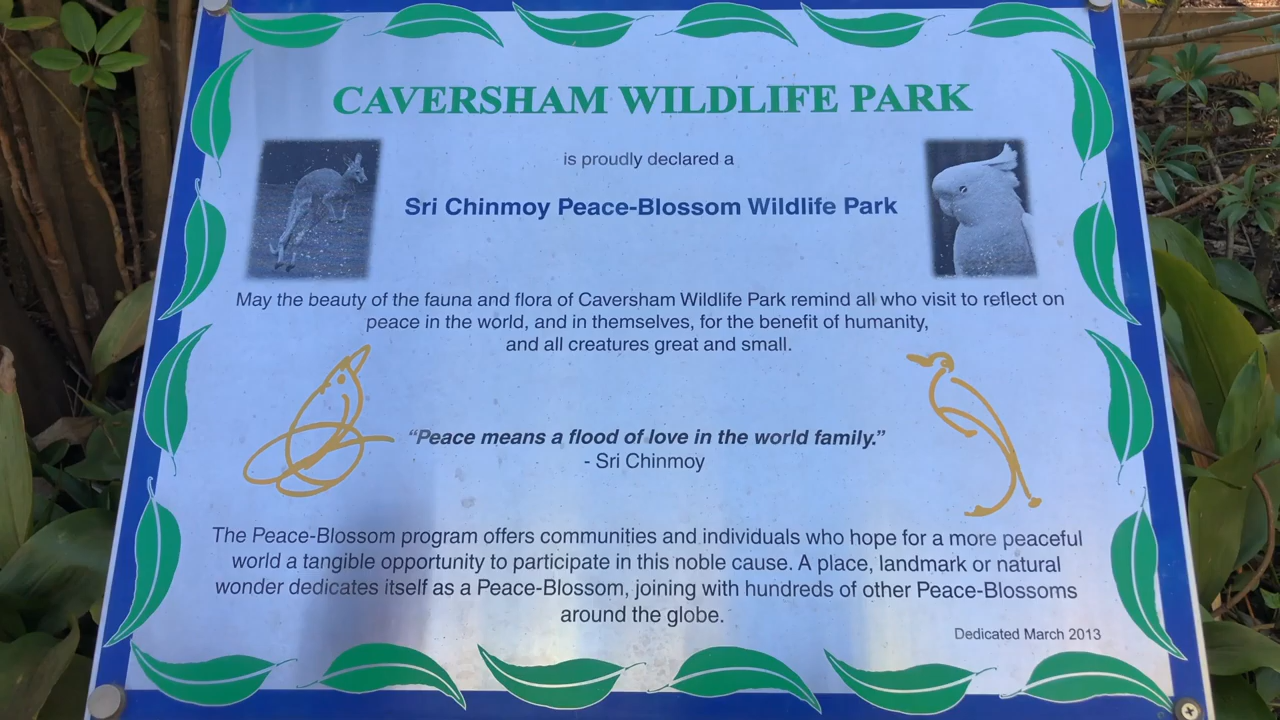 CAVERSHAM WILDLIFE PARK
is proudly declared a
Sri Chinmoy Peace-Blossom Wildlife Park
May the beauty of the fauna and flora of Caversham Wildlife Park remind all who visit to reflect on
peace in the world, and in themselves, for the benefit of humanity,
and all creatures great and small.
“Peace means a flood of love in the world family.”
- Sri Chinmoy
The Peace-Blossom program offers communities and individuals who hope for a more peaceful
world a tangible opportunity to participate in this noble cause. A place, landmark or natural
wonder dedicates itself as a Peace-Blossom, joining with hundreds of other Peace-Blossoms
around the globe.
Dedicated March 2013